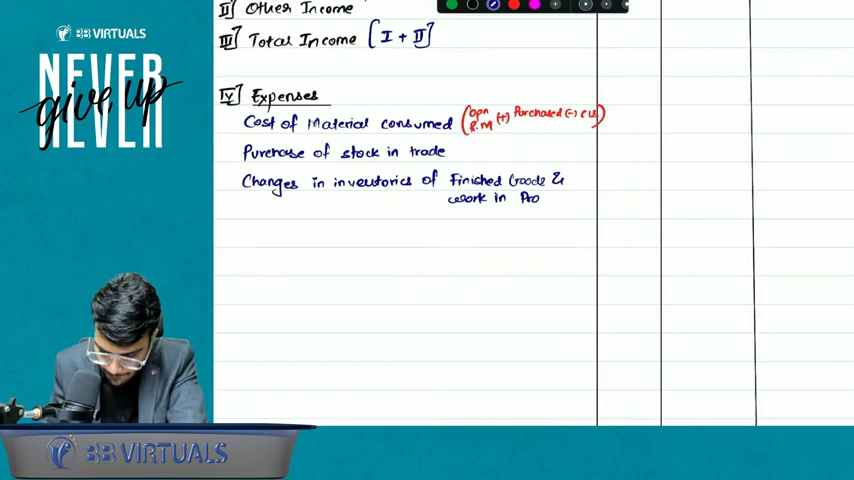 BB VIRTUALS
NEVER
give up
NEVER
II] Other Income
III] Total Income [I + II]
IV] Expenses
Cost of Material consumed (Opn R.M (+) Purchased (-) Cls)
Purchase of stock in trade
Changes in inventories of Finished Goods &
work in Pro
BB VIRTUALS